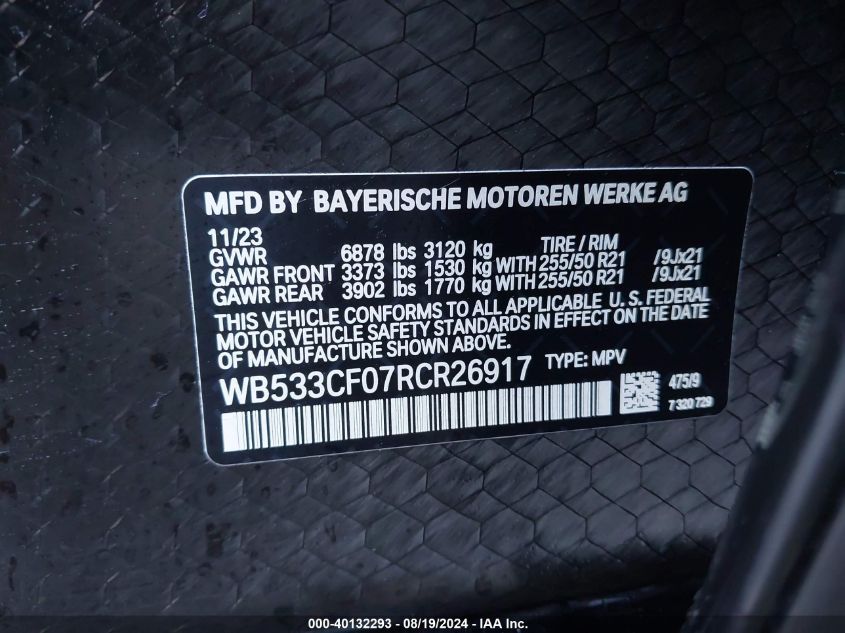 MFD BY BAYERISCHE MOTOREN WERKE AG
11/23 TIRE / RIM
GVWR 6878 lbs 3120 kg
GAWR FRONT 3373 lbs 1530 kg WITH 255/50 R21 /9Jx21
GAWR REAR 3902 lbs 1770 kg WITH 255/50 R21 /9Jx21
THIS VEHICLE CONFORMS TO ALL APPLICABLE U.S. FEDERAL
MOTOR VEHICLE SAFETY STANDARDS IN EFFECT ON THE DATE
OF MANUFACTURE SHOWN ABOVE.
WB533CF07RCR26917 TYPE: MPV
475/9
7 320 729
000-40132293 - 08/19/2024 - IAA Inc.